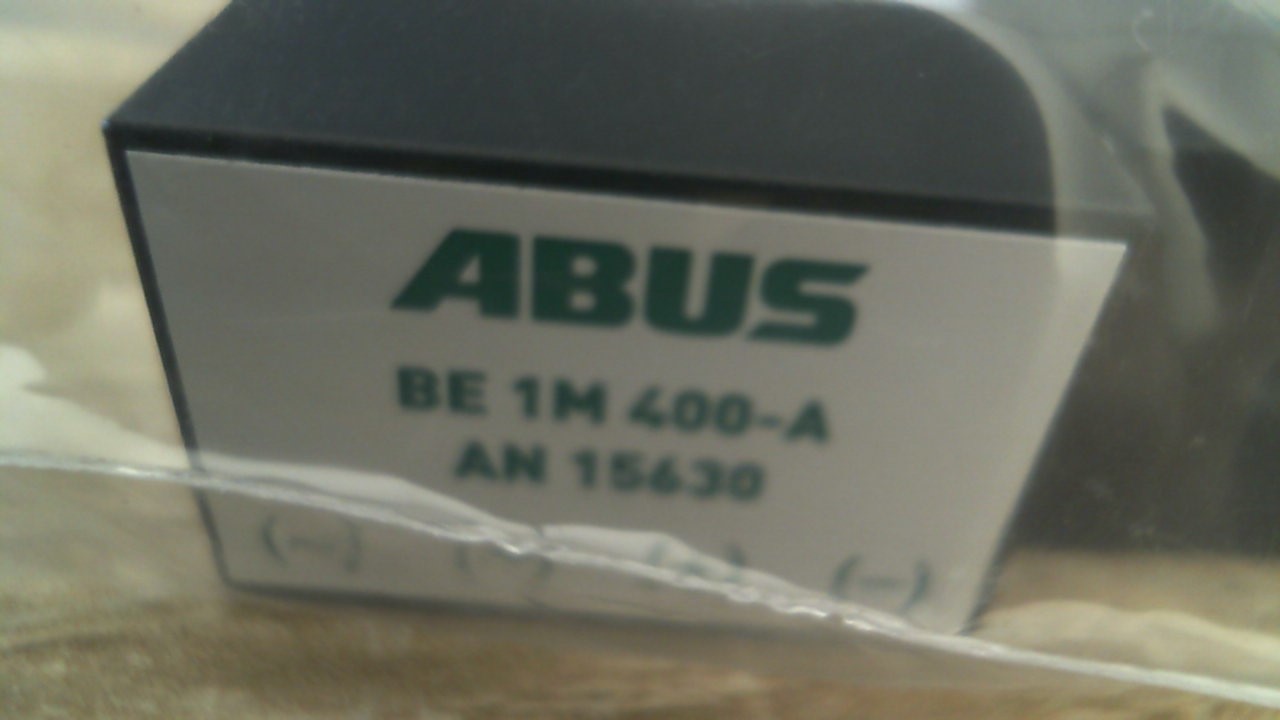 ABUS
BE 1M 400-A
AN 15630
(~) (~) (+) (−)